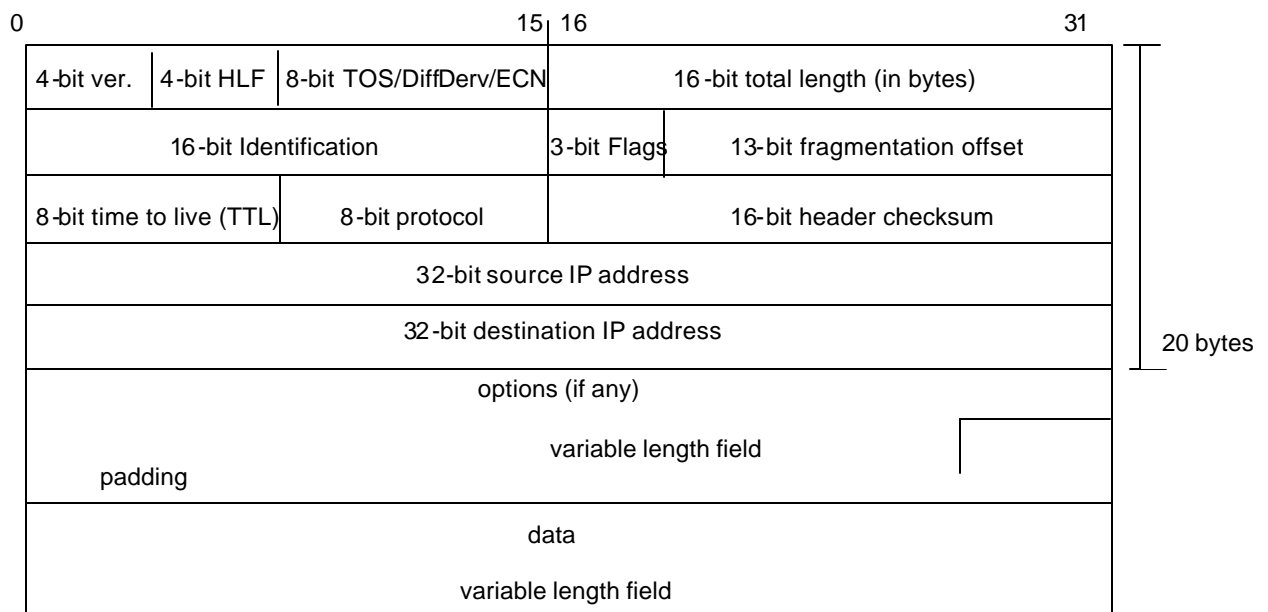 0 15 16 31
4-bit ver. 4-bit HLF 8-bit TOS/DiffDerv/ECN 16-bit total length (in bytes)
16-bit Identification 3-bit Flags 13-bit fragmentation offset
8-bit time to live (TTL) 8-bit protocol 16-bit header checksum
32-bit source IP address
32-bit destination IP address
20 bytes
options (if any)
variable length field
padding
data
variable length field